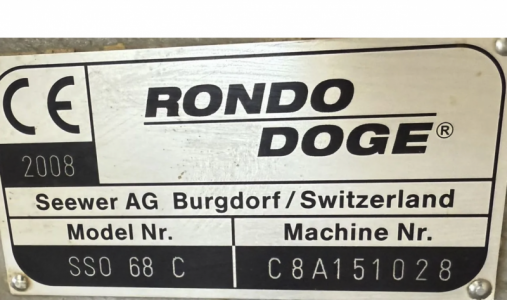 CE
RONDO
DOGE®
2008
Seewer AG Burgdorf/Switzerland
Model Nr. Machine Nr.
SSO 68 C C8A151028